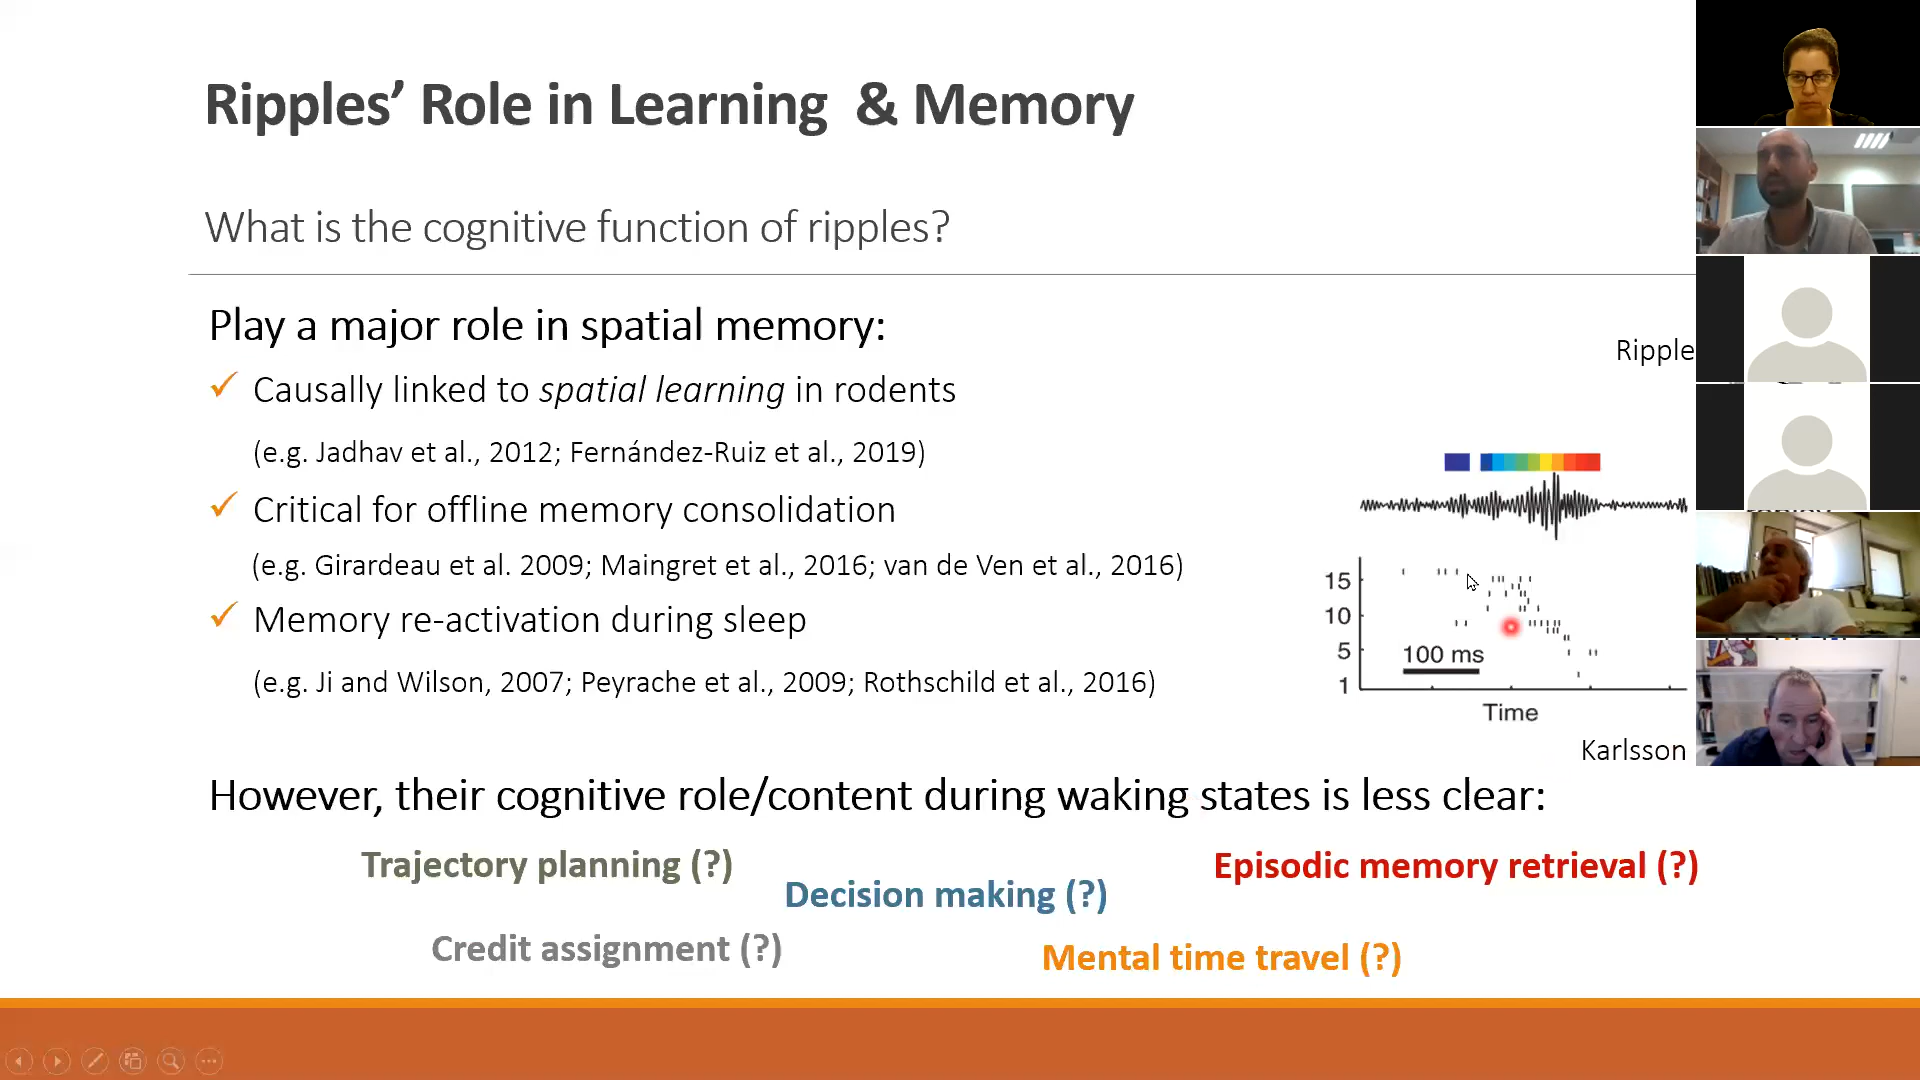 Ripples’ Role in Learning & Memory
What is the cognitive function of ripples?
Play a major role in spatial memory:
Causally linked to spatial learning in rodents
(e.g. Jadhav et al., 2012; Fernández-Ruiz et al., 2019)
Critical for offline memory consolidation
(e.g. Girardeau et al. 2009; Maingret et al., 2016; van de Ven et al., 2016)
Memory re-activation during sleep
(e.g. Ji and Wilson, 2007; Peyrache et al., 2009; Rothschild et al., 2016)
Ripple
15
10
5
1
100 ms
Time
Karlsson
However, their cognitive role/content during waking states is less clear:
Trajectory planning (?)
Episodic memory retrieval (?)
Decision making (?)
Credit assignment (?)
Mental time travel (?)